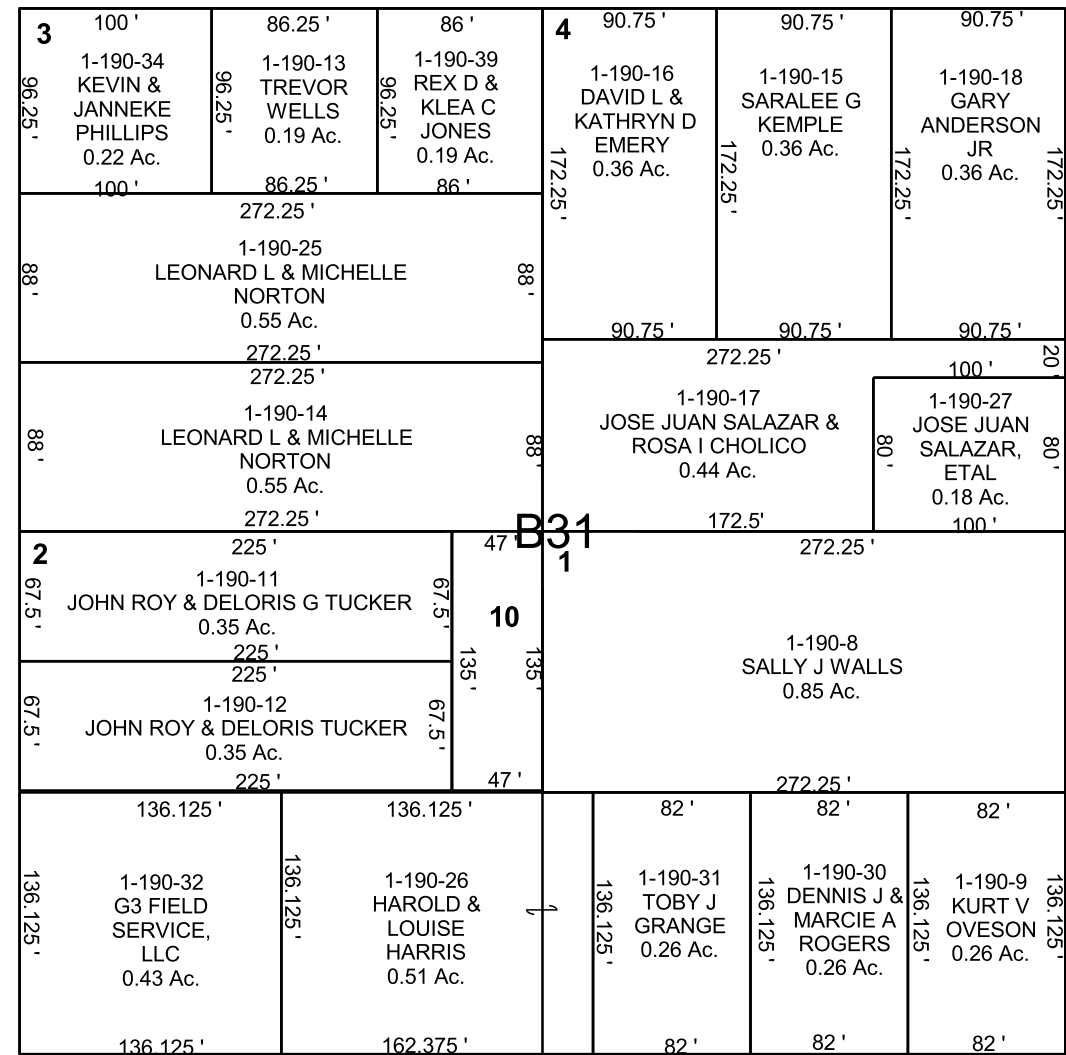 3
100 '
96.25 '
1-190-34
KEVIN &
JANNEKE
PHILLIPS
0.22 Ac.
100 '
86.25 '
96.25 '
1-190-13
TREVOR
WELLS
0.19 Ac.
86.25 '
86 '
96.25 '
1-190-39
REX D &
KLEA C
JONES
0.19 Ac.
86 '
4
90.75 '
1-190-16
DAVID L &
KATHRYN D
EMERY
0.36 Ac.
172.25 '
90.75 '
90.75 '
1-190-15
SARALEE G
KEMPLE
0.36 Ac.
172.25 '
90.75 '
90.75 '
1-190-18
GARY
ANDERSON
JR
0.36 Ac.
172.25 '
172.25 '
90.75 '
272.25 '
88 '
1-190-25
LEONARD L & MICHELLE
NORTON
0.55 Ac.
88 '
272.25 '
272.25 '
88 '
1-190-14
LEONARD L & MICHELLE
NORTON
0.55 Ac.
88 '
272.25 '
272.25 '
20 '
1-190-17
JOSE JUAN SALAZAR &
ROSA I CHOLICO
0.44 Ac.
172.5'
100 '
80 '
1-190-27
JOSE JUAN
SALAZAR,
ETAL
0.18 Ac.
80 '
100 '
B31
2
225 '
67.5 '
1-190-11
JOHN ROY & DELORIS G TUCKER
0.35 Ac.
67.5 '
225 '
225 '
67.5 '
1-190-12
JOHN ROY & DELORIS TUCKER
0.35 Ac.
67.5 '
225 '
47 '
10
135 '
135 '
47 '
1
272.25 '
1-190-8
SALLY J WALLS
0.85 Ac.
272.25 '
136.125 '
136.125 '
1-190-32
G3 FIELD
SERVICE,
LLC
0.43 Ac.
136.125 '
136.125 '
136.125 '
1-190-26
HAROLD &
LOUISE
HARRIS
0.51 Ac.
162.375 '
82 '
136.125 '
1-190-31
TOBY J
GRANGE
0.26 Ac.
82 '
82 '
136.125 '
1-190-30
DENNIS J &
MARCIE A
ROGERS
0.26 Ac.
82 '
82 '
136.125 '
1-190-9
KURT V
OVESON
0.26 Ac.
136.125 '
82 '